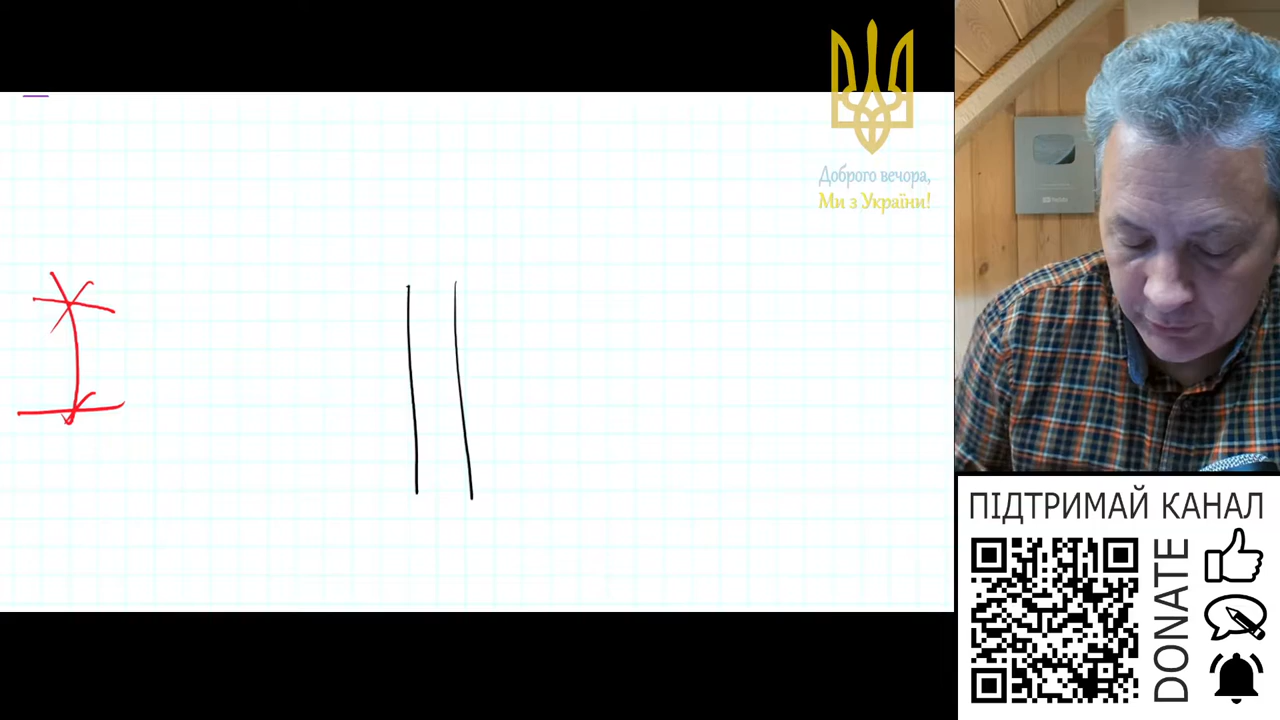 Доброго вечора,
Ми з України!
ПІДТРИМАЙ КАНАЛ
DONATE